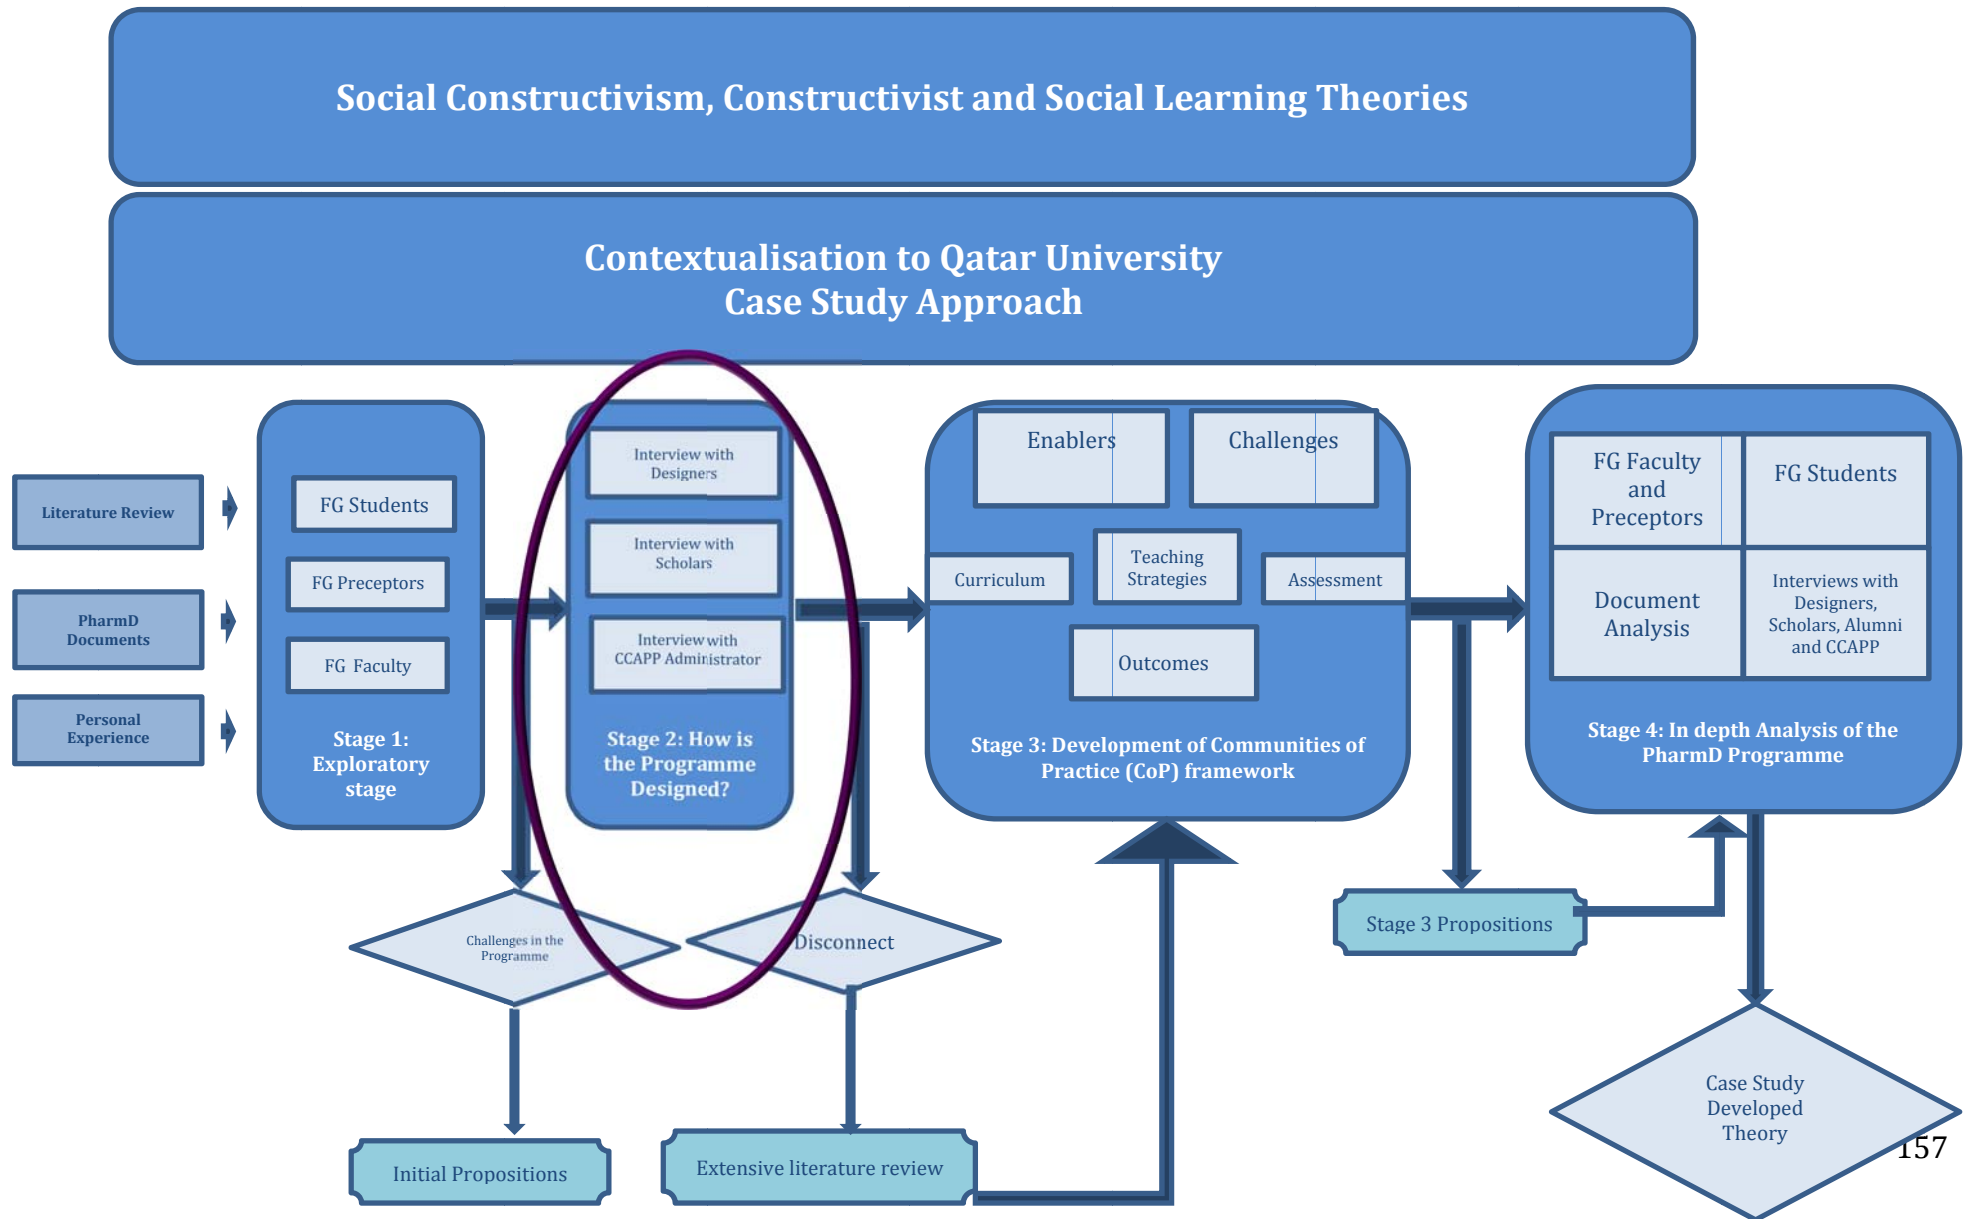 Social Constructivism, Constructivist and Social Learning Theories
Contextualisation to Qatar University
Case Study Approach
Literature Review
PharmD
Documents
Personal
Experience
FG Students
FG Preceptors
FG Faculty
Stage 1:
Exploratory
stage
Interview with
Designers
Interview with
Scholars
Interview with
CCAPP Administrator
Stage 2: How is
the Programme
Designed?
Enablers
Challenges
Curriculum
Teaching
Strategies
Assessment
Outcomes
Stage 3: Development of Communities of
Practice (CoP) framework
FG Faculty
and
Preceptors
FG Students
Document
Analysis
Interviews with
Designers,
Scholars, Alumni
and CCAPP
Stage 4: In depth Analysis of the
PharmD Programme
Challenges in the
Programme
Disconnect
Stage 3 Propositions
Initial Propositions
Extensive literature review
Case Study
Developed
Theory
157